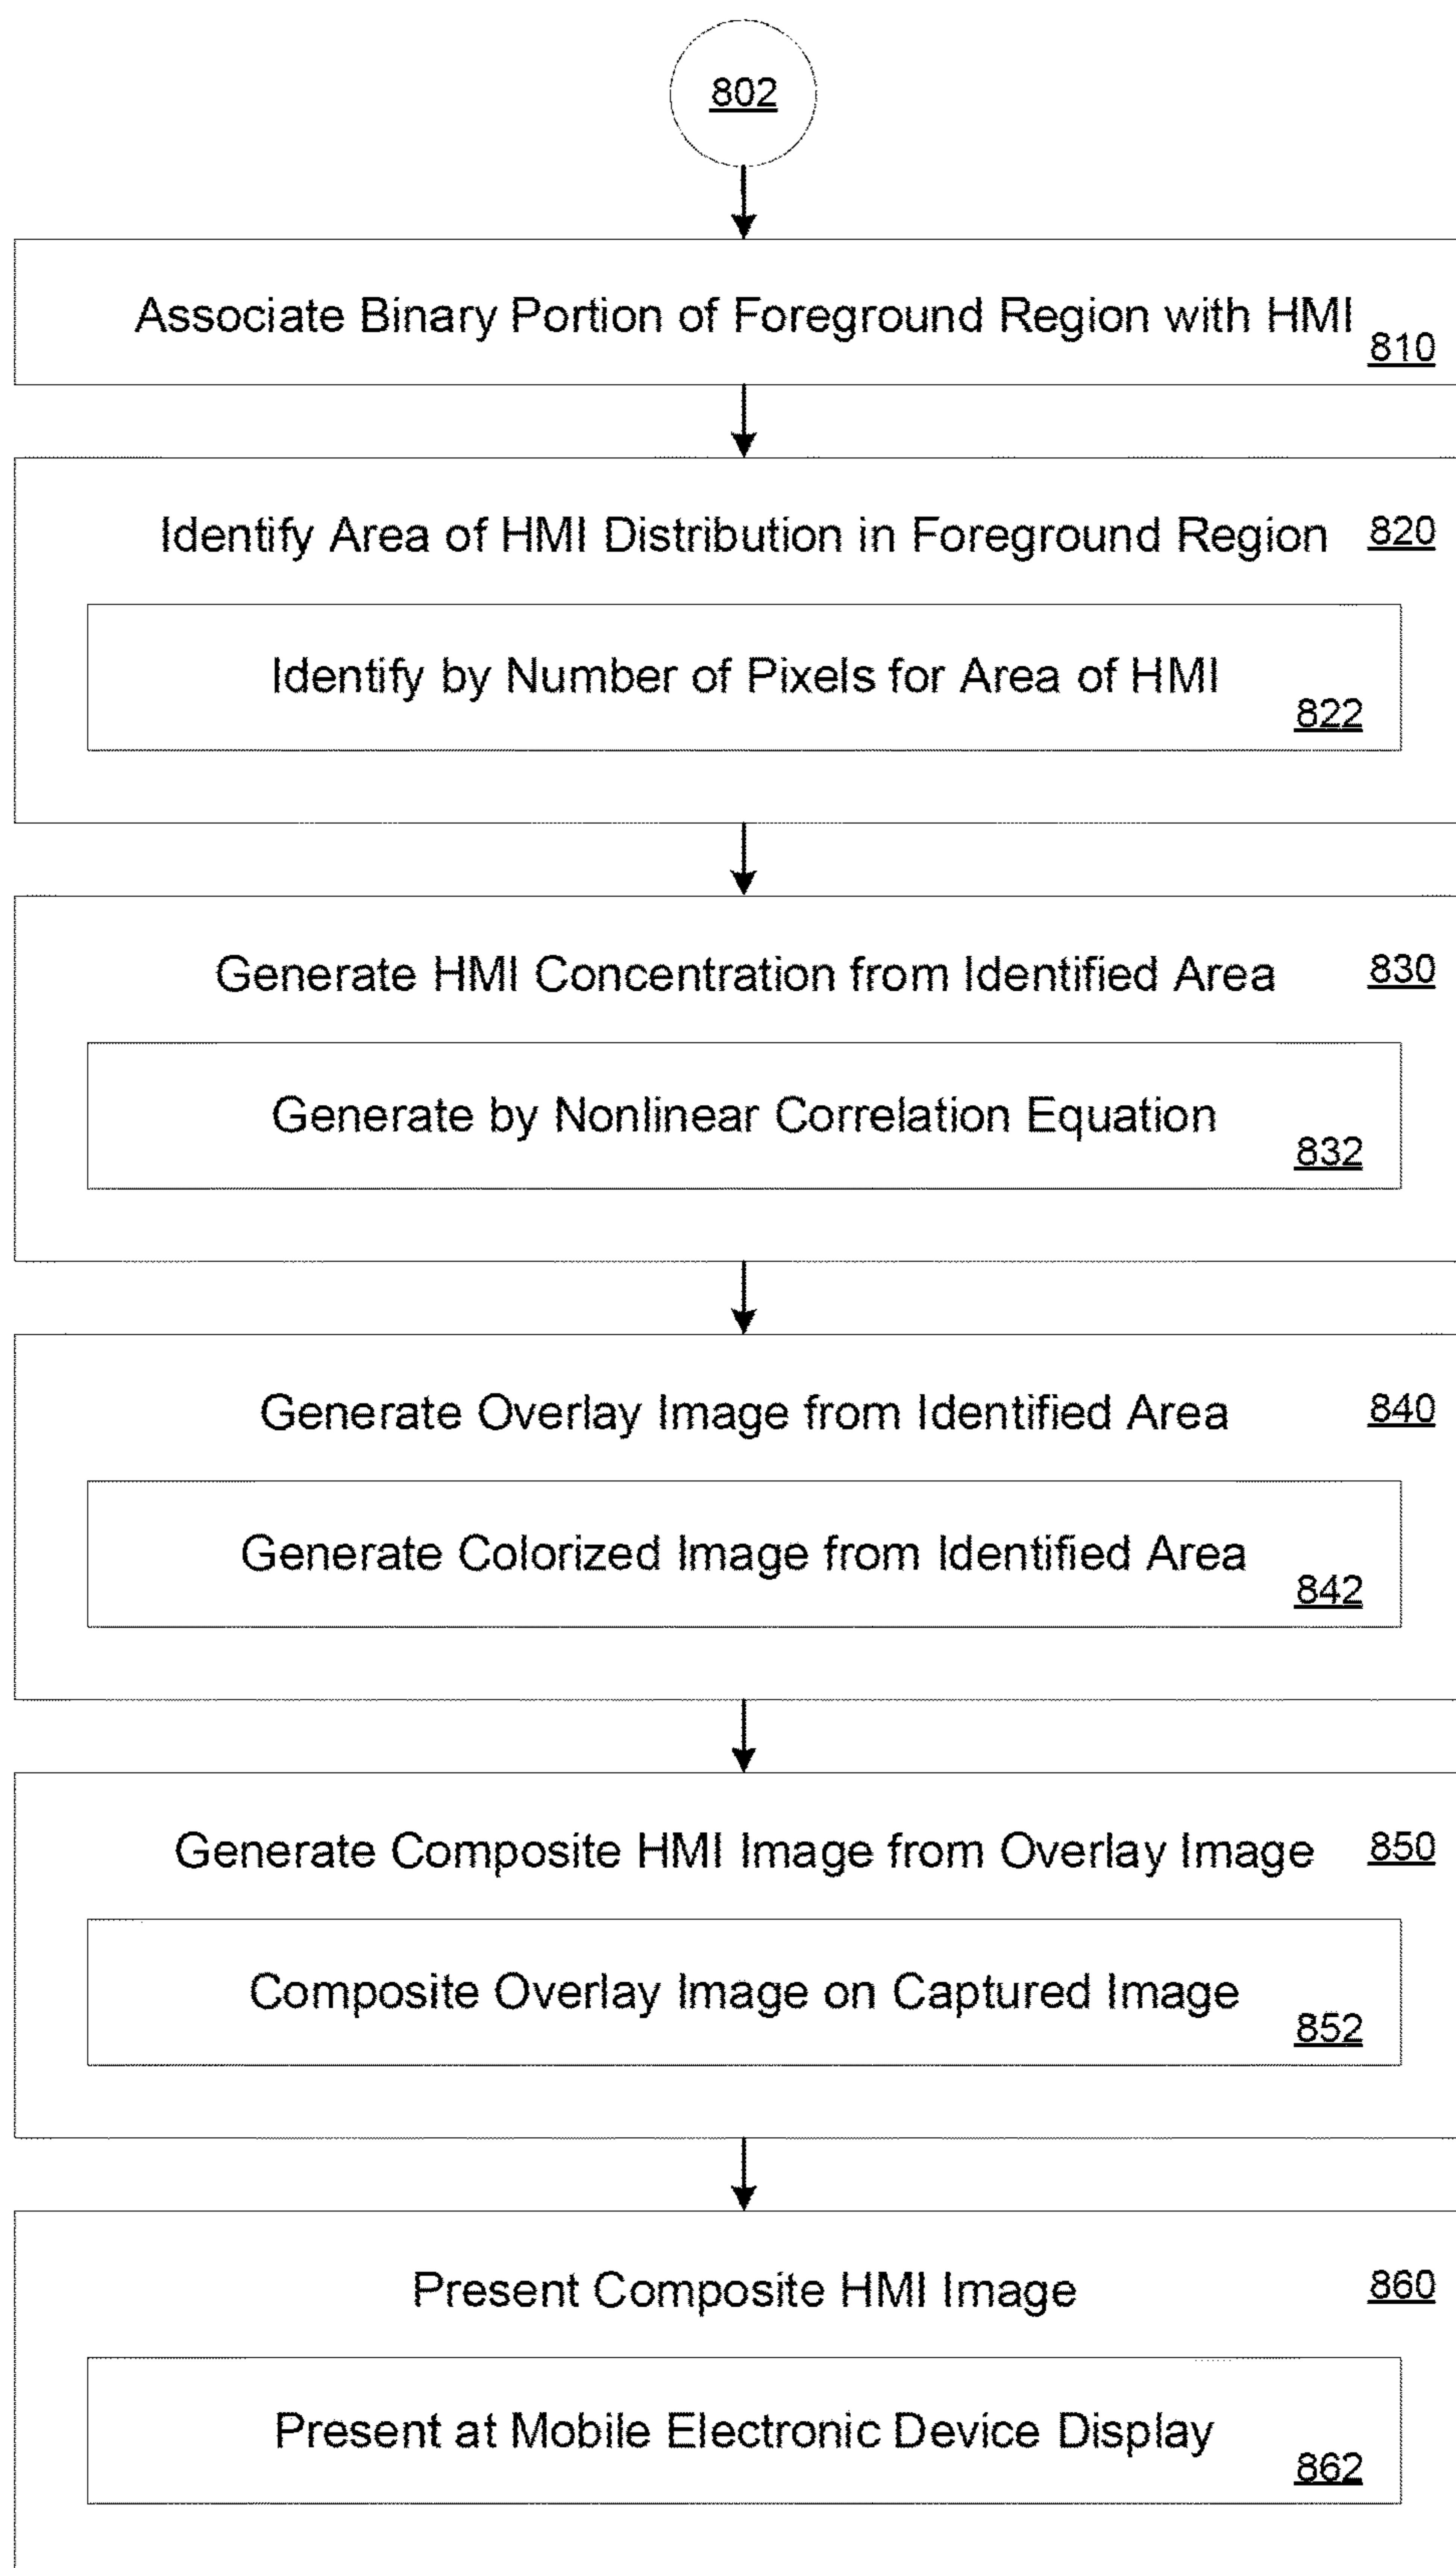 802
Associate Binary Portion of Foreground Region with HMI
810
Identify Area of HMI Distribution in Foreground Region 820
Identify by Number of Pixels for Area of HMI
822
Generate HMI Concentration from Identified Area 830
Generate by Nonlinear Correlation Equation
832
Generate Overlay Image from Identified Area 840
Generate Colorized Image from Identified Area
842
Generate Composite HMI Image from Overlay Image 850
Composite Overlay Image on Captured Image
852
Present Composite HMI Image 860
Present at Mobile Electronic Device Display
862